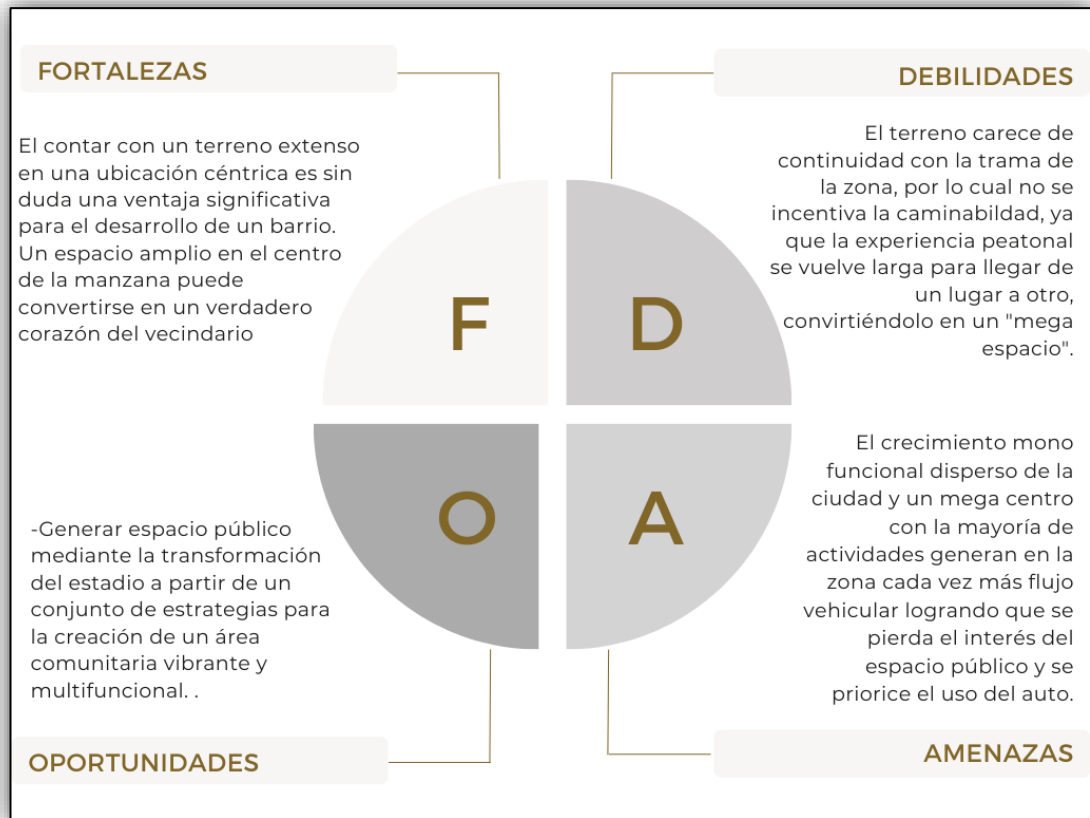 FORTALEZAS
El contar con un terreno extenso
en una ubicación céntrica es sin
duda una ventaja significativa
para el desarrollo de un barrio.
Un espacio amplio en el centro
de la manzana puede
convertirse en un verdadero
corazón del vecindario
DEBILIDADES
El terreno carece de
continuidad con la trama de
la zona, por lo cual no se
incentiva la caminabildad, ya
que la experiencia peatonal
se vuelve larga para llegar de
un lugar a otro,
convirtiéndolo en un "mega
espacio".
F
D
O
A
-Generar espacio público
mediante la transformación
del estadio a partir de un
conjunto de estrategias para
la creación de un área
comunitaria vibrante y
multifuncional. .
OPORTUNIDADES
El crecimiento mono
funcional disperso de la
ciudad y un mega centro
con la mayoría de
actividades generan en la
zona cada vez más flujo
vehicular logrando que se
pierda el interés del
espacio público y se
priorice el uso del auto.
AMENAZAS